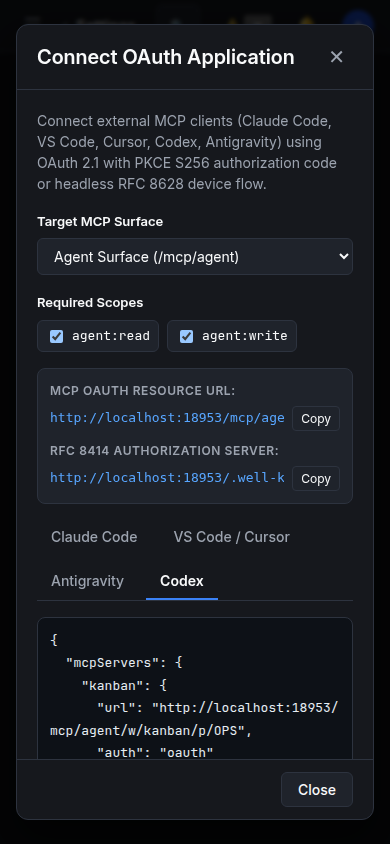 Connect OAuth Application
Connect external MCP clients (Claude Code,
VS Code, Cursor, Codex, Antigravity) using
OAuth 2.1 with PKCE S256 authorization code
or headless RFC 8628 device flow.
Target MCP Surface
Agent Surface (/mcp/agent)
Required Scopes
agent:read agent:write
MCP OAUTH RESOURCE URL:
http://localhost:18953/mcp/age Copy
RFC 8414 AUTHORIZATION SERVER:
http://localhost:18953/.well-k Copy
Claude Code VS Code / Cursor
Antigravity Codex
{
"mcpServers": {
"kanban": {
"url": "http://localhost:18953/
mcp/agent/w/kanban/p/OPS",
"auth": "oauth"
Close